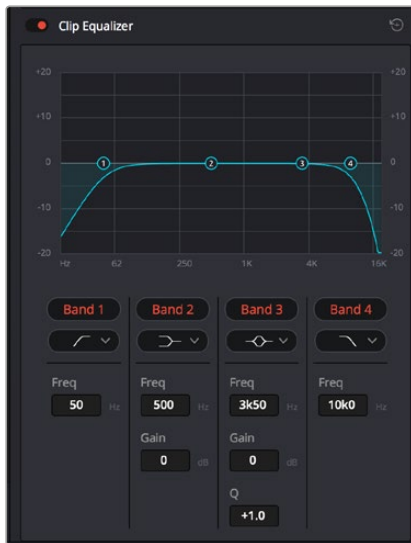 Clip Equalizer
+20 +20
+10 +10
0 1 2 3 4 0
-10 -10
-20 -20
Hz 62 250 1K 4K 16K
Band 1 Band 2 Band 3 Band 4
Freq Freq Freq Freq
50 Hz 500 Hz 3k50 Hz 10k0 Hz
Gain Gain
0 dB 0 dB
Q
+1.0